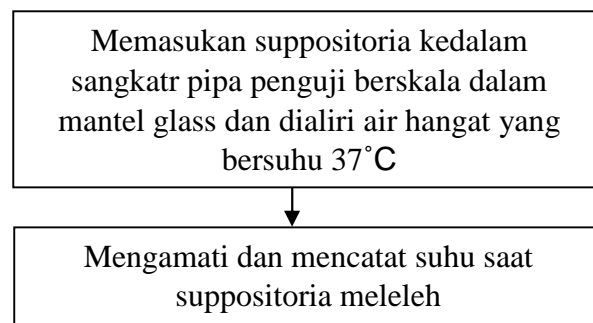 Memasukan suppositoria kedalam
sangkatr pipa penguji berskala dalam
mantel glass dan dialiri air hangat yang
bersuhu 37˚C
Mengamati dan mencatat suhu saat
suppositoria meleleh